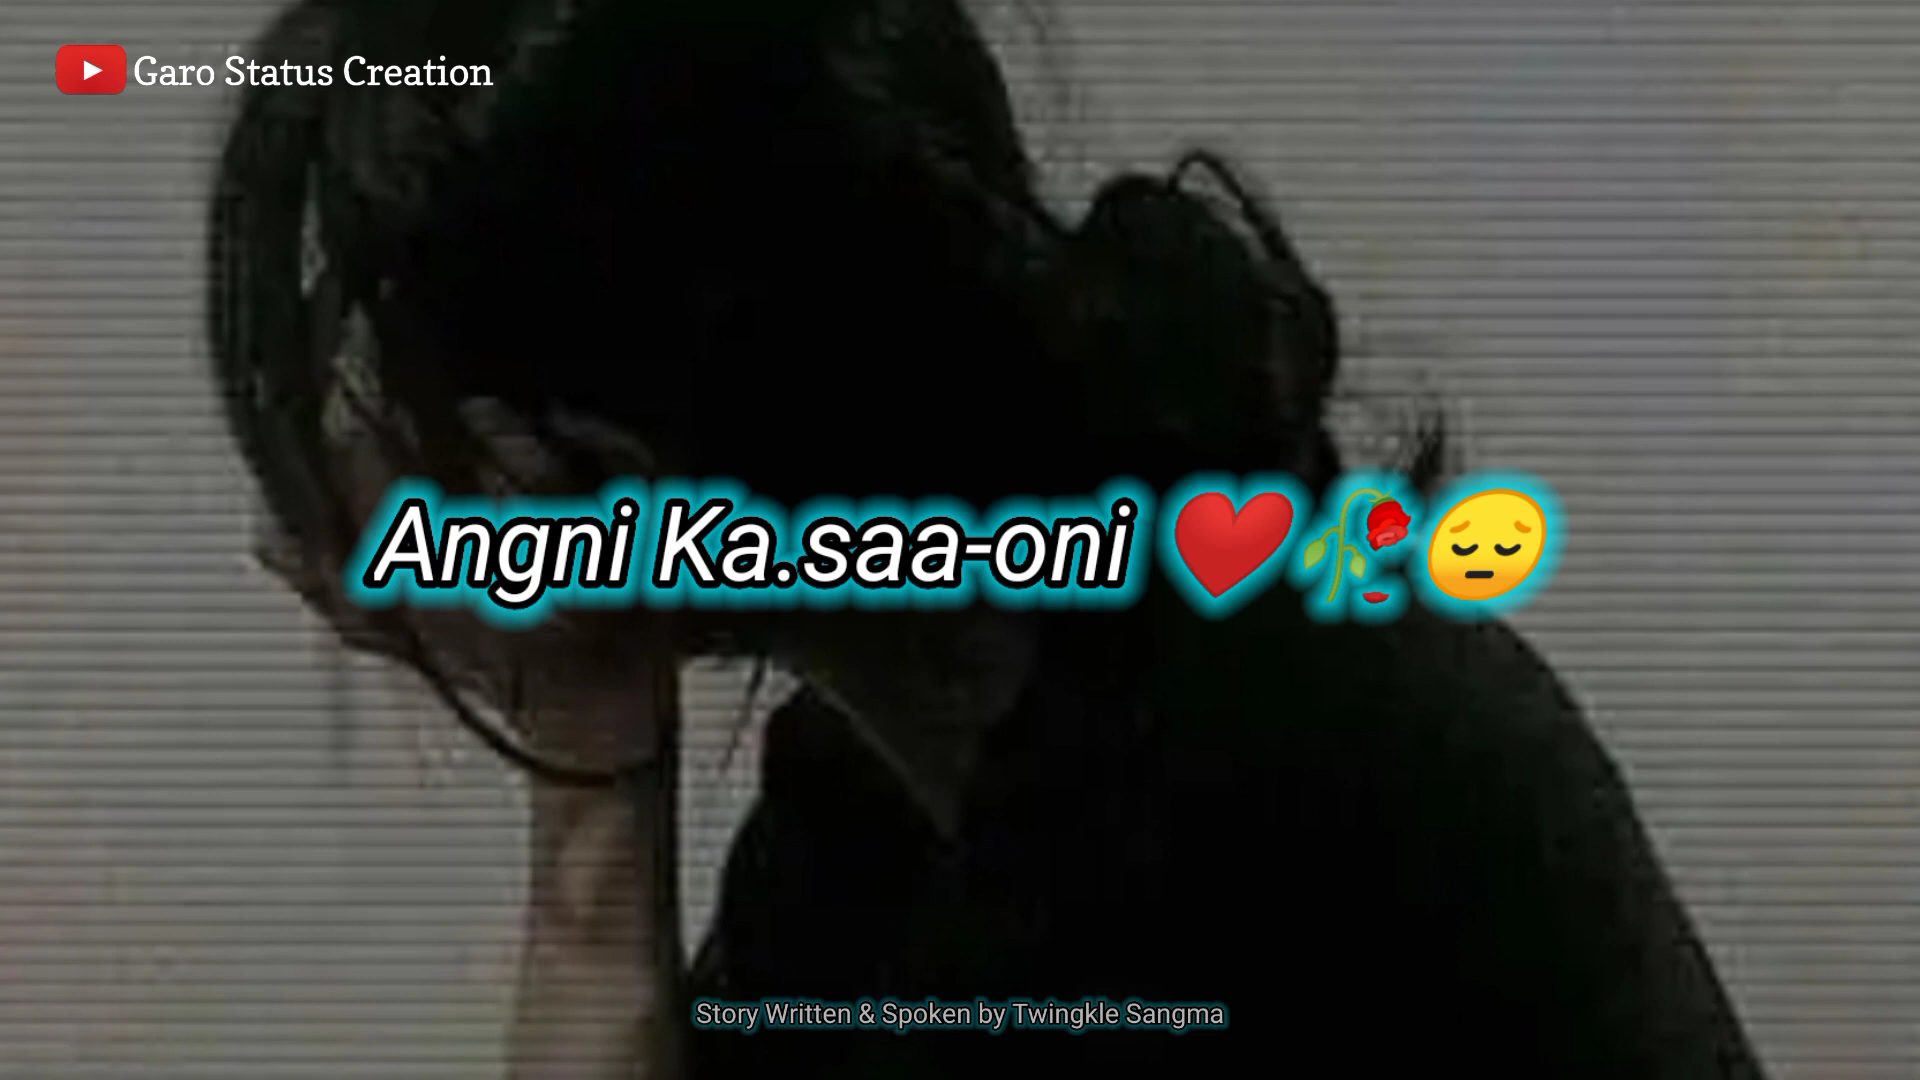 Garo Status Creation
Angni Ka.saa-oni ❤️🥀😔
Story Written & Spoken by Twingkle Sangma